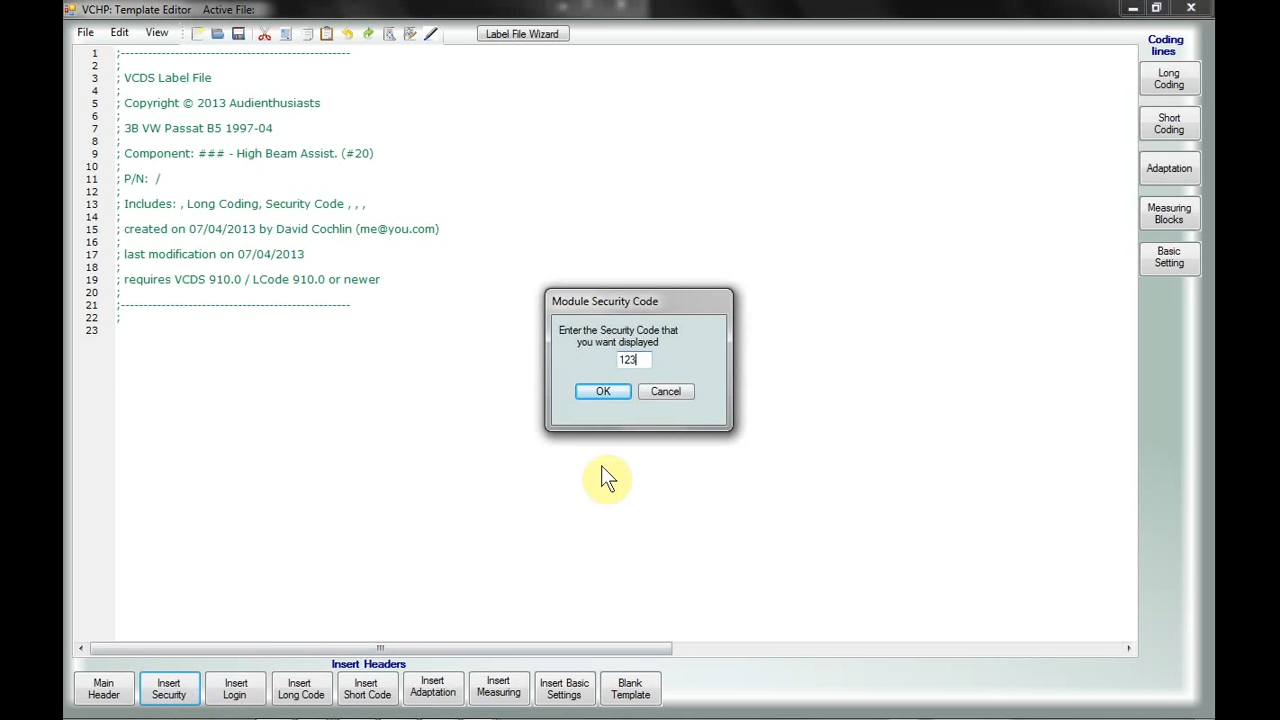 VCHP: Template Editor   Active File:
File Edit View
Label File Wizard
Coding
lines
Long
Coding
Short
Coding
Adaptation
Measuring
Blocks
Basic
Setting
1 ;--------------------------------------------------
2 ;
3 ; VCDS Label File
4 ;
5 ; Copyright © 2013 Audienthusiasts
6 ;
7 ; 3B VW Passat B5 1997-04
8 ;
9 ; Component: ### - High Beam Assist. (#20)
10 ;
11 ; P/N:  /
12 ;
13 ; Includes: , Long Coding, Security Code , , ,
14 ;
15 ; created on 07/04/2013 by David Cochlin (me@you.com)
16 ;
17 ; last modification on 07/04/2013
18 ;
19 ; requires VCDS 910.0 / LCode 910.0 or newer
20 ;
21 ;--------------------------------------------------
22 ;
23
Module Security Code
Enter the Security Code that
you want displayed
123
OK Cancel
Insert Headers
Main
Header
Insert
Security
Insert
Login
Insert
Long Code
Insert
Short Code
Insert
Adaptation
Insert
Measuring
Insert Basic
Settings
Blank
Template